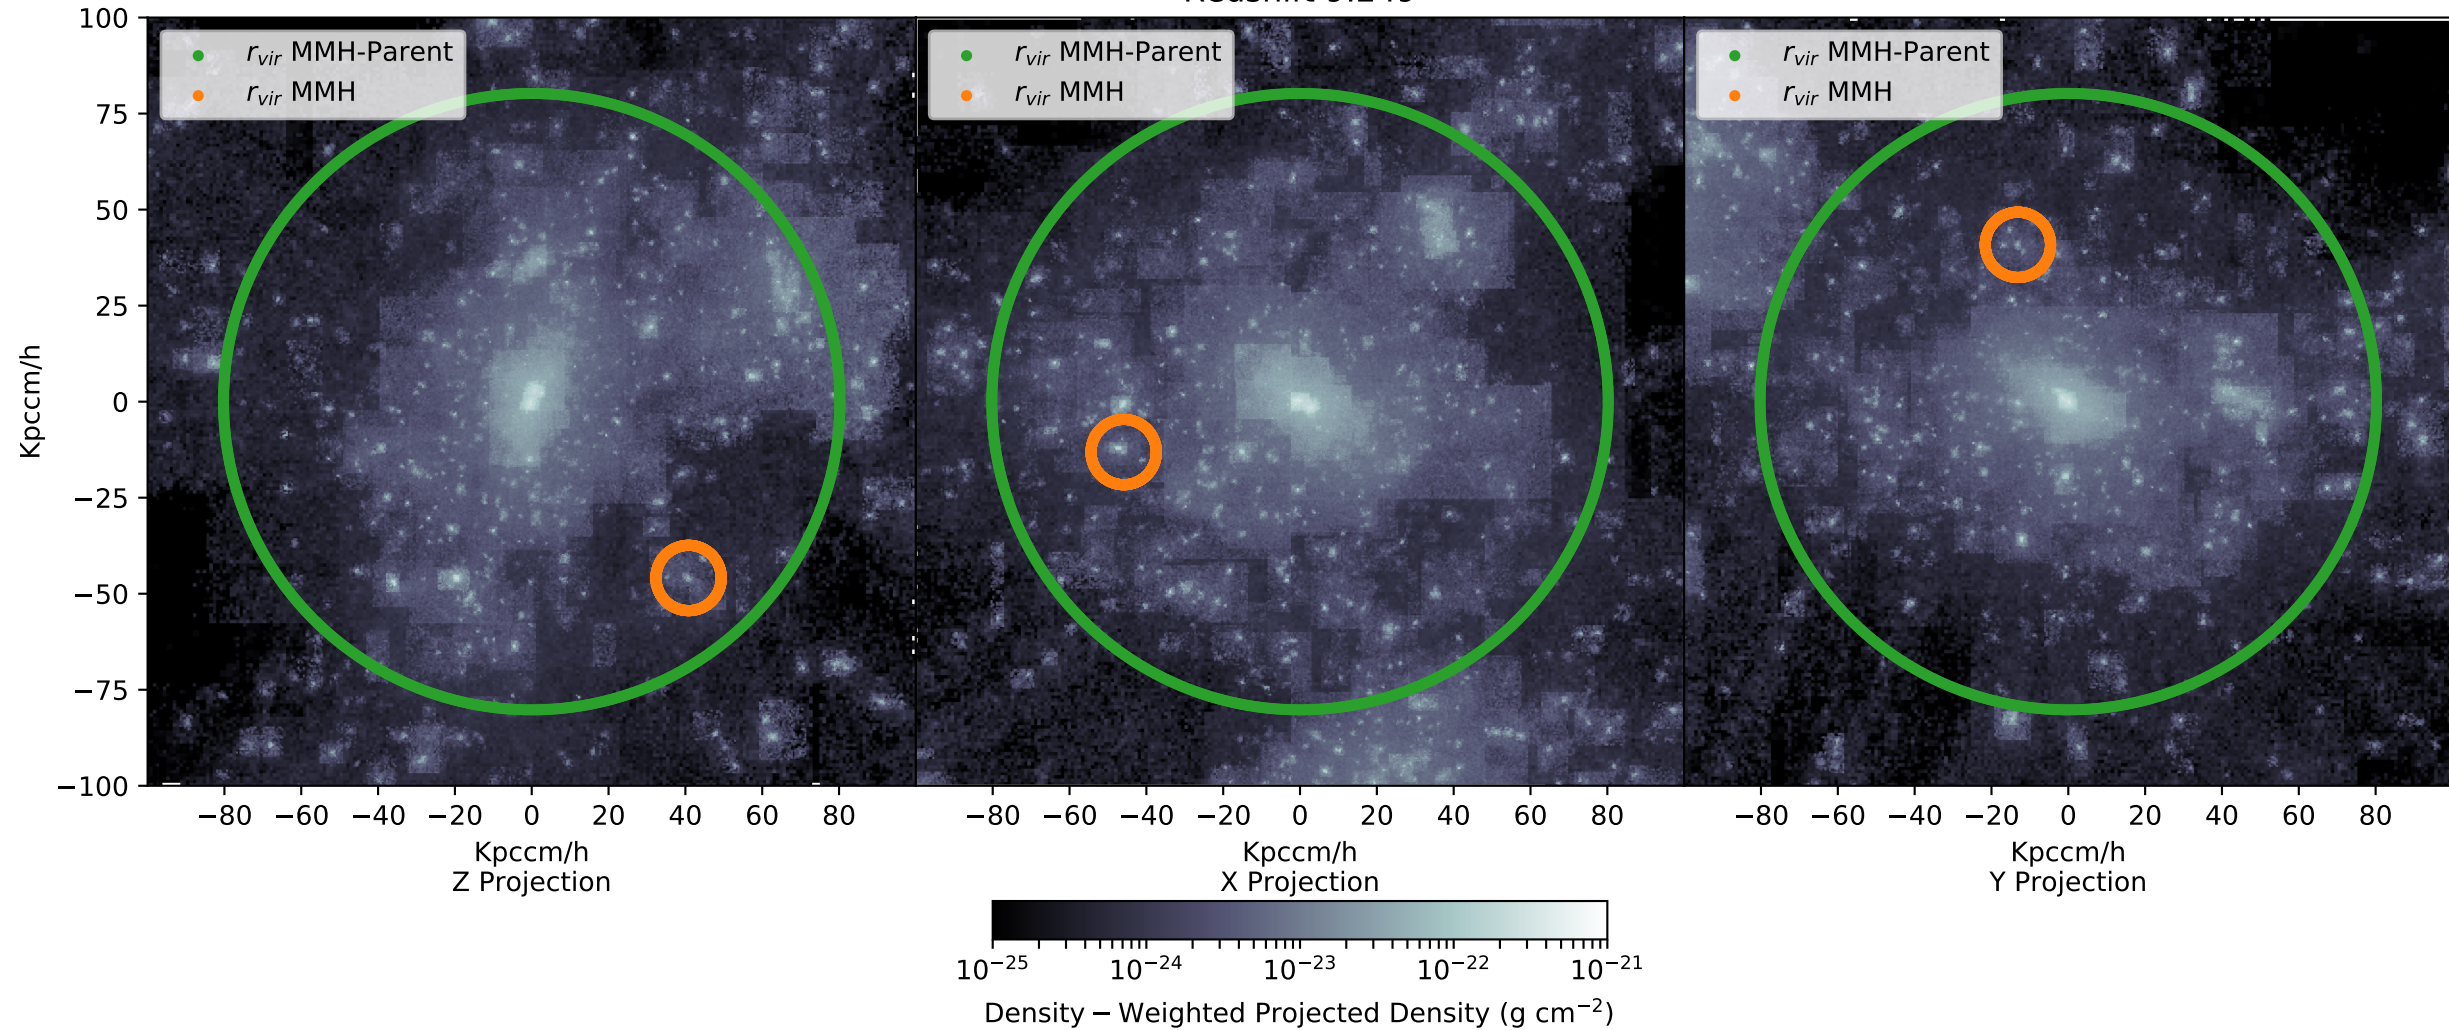 r_vir MMH-Parent
r_vir MMH
r_vir MMH-Parent
r_vir MMH
r_vir MMH-Parent
r_vir MMH
100
75
50
25
0
−25
−50
−75
−100
Kpccm/h
−80 −60 −40 −20 0 20 40 60 80
−80 −60 −40 −20 0 20 40 60 80
−80 −60 −40 −20 0 20 40 60 80
Kpccm/h
Z Projection
Kpccm/h
X Projection
Kpccm/h
Y Projection
10⁻²⁵ 10⁻²⁴ 10⁻²³ 10⁻²² 10⁻²¹
Density − Weighted Projected Density (g cm⁻²)